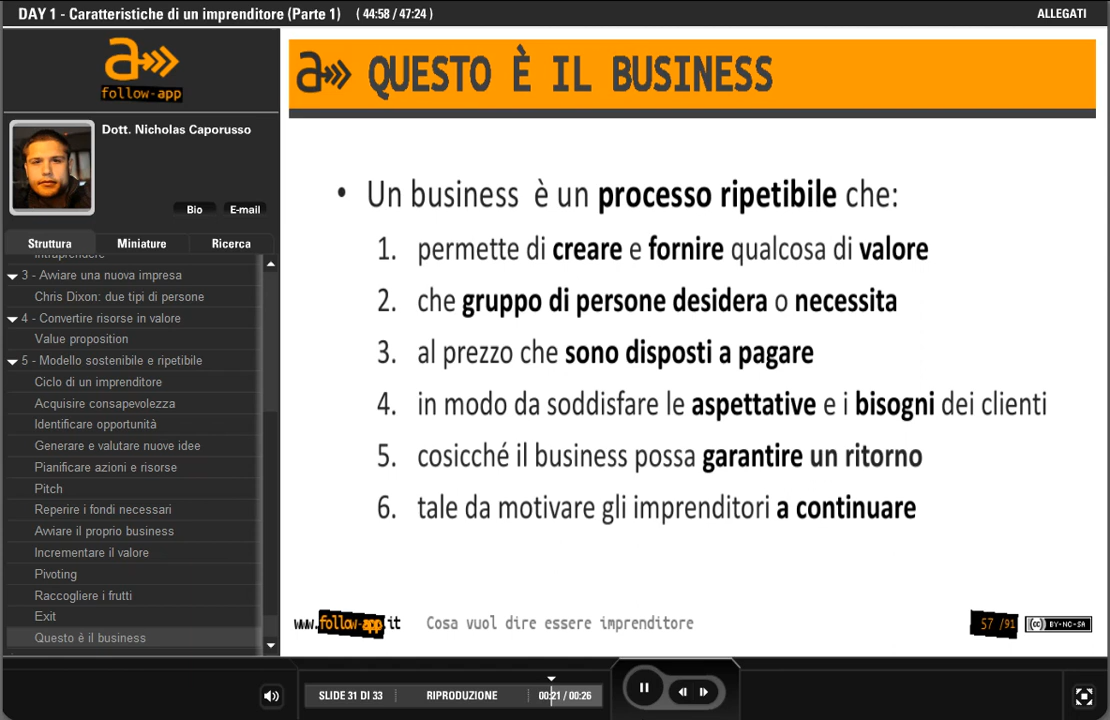 DAY 1 - Caratteristiche di un imprenditore (Parte 1) ( 44:58 / 47:24 )
ALLEGATI
a
follow-app
Dott. Nicholas Caporusso
Bio
E-mail
Struttura
Miniature
Ricerca
3 - Avviare una nuova impresa
Chris Dixon: due tipi di persone
4 - Convertire risorse in valore
Value proposition
5 - Modello sostenibile e ripetibile
Ciclo di un imprenditore
Acquisire consapevolezza
Identificare opportunità
Generare e valutare nuove idee
Pianificare azioni e risorse
Pitch
Reperire i fondi necessari
Avviare il proprio business
Incrementare il valore
Pivoting
Raccogliere i frutti
Exit
Questo è il business
a QUESTO È IL BUSINESS
• Un business è un processo ripetibile che:
1. permette di creare e fornire qualcosa di valore
2. che gruppo di persone desidera o necessita
3. al prezzo che sono disposti a pagare
4. in modo da soddisfare le aspettative e i bisogni dei clienti
5. cosicché il business possa garantire un ritorno
6. tale da motivare gli imprenditori a continuare
www.follow-app.it
Cosa vuol dire essere imprenditore
57 /91
cc BY-NC-SA
SLIDE 31 DI 33
RIPRODUZIONE
00:21 / 00:26